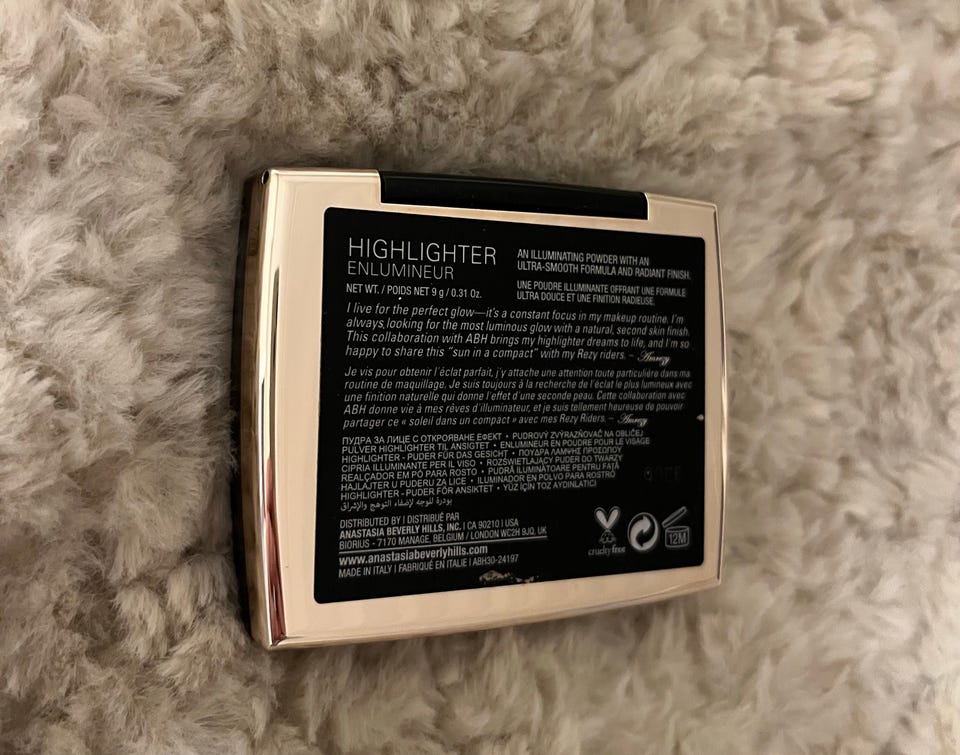 HIGHLIGHTER
ENLUMINEUR
NET WT. / POIDS NET 9 g / 0.31 Oz.
AN ILLUMINATING POWDER WITH AN
ULTRA-SMOOTH FORMULA AND RADIANT FINISH.
UNE POUDRE ILLUMINANTE OFFRANT UNE FORMULE
ULTRA DOUCE ET UNE FINITION RADIEUSE.
I live for the perfect glow—it's a constant focus in my makeup routine. I'm
always looking for the most luminous glow with a natural, second skin finish.
This collaboration with ABH brings my highlighter dreams to life, and I'm so
happy to share this "sun in a compact" with my Rezy riders. – Amrezy
Je vis pour obtenir l'éclat parfait, j'y attache une attention toute particulière dans ma
routine de maquillage. Je suis toujours à la recherche de l'éclat le plus lumineux avec
une finition naturelle qui donne l'effet d'une seconde peau. Cette collaboration avec
ABH donne vie à mes rêves d'illuminateur, et je suis tellement heureuse de pouvoir
partager ce « soleil dans un compact » avec mes Rezy Riders. – Amrezy
ПУДРА ЗА ЛИЦЕ С ОТКРОЯВАНЕ ЕФЕКТ • PUDROVÝ ZVÝRAZŇOVAČ NA OBLIČEJ
PULVER HIGHLIGHTER TIL ANSIGTET • ENLUMINEUR EN POUDRE POUR LE VISAGE
HIGHLIGHTER - PUDER FÜR DAS GESICHT • ΠΟΥΔΡΑ ΛΑΜΨΗΣ ΠΡΟΣΩΠΟΥ
CIPRIA ILLUMINANTE PER IL VISO • ROZŚWIETLAJĄCY PUDER DO TWARZY
REALÇADOR EM PÓ PARA ROSTO • PUDRĂ ILUMINATOARE PENTRU FAȚĂ
HAJLAJTER U PUDERU ZA LICE • ILUMINADOR EN POLVO PARA ROSTRO
HIGHLIGHTER - PUDER FÖR ANSIKTET • YÜZ İÇİN TOZ AYDINLATICI
بودرة للوجه لإضفاء التوهج والإشراق
DISTRIBUTED BY | DISTRIBUÉ PAR
ANASTASIA BEVERLY HILLS, INC. | CA 90210 | USA
BIORIUS - 7170 MANAGE, BELGIUM / LONDON WC2H 9JQ, UK
www.anastasiabeverlyhills.com
MADE IN ITALY | FABRIQUÉ EN ITALIE | ABH30-24197
cruelty free
12M